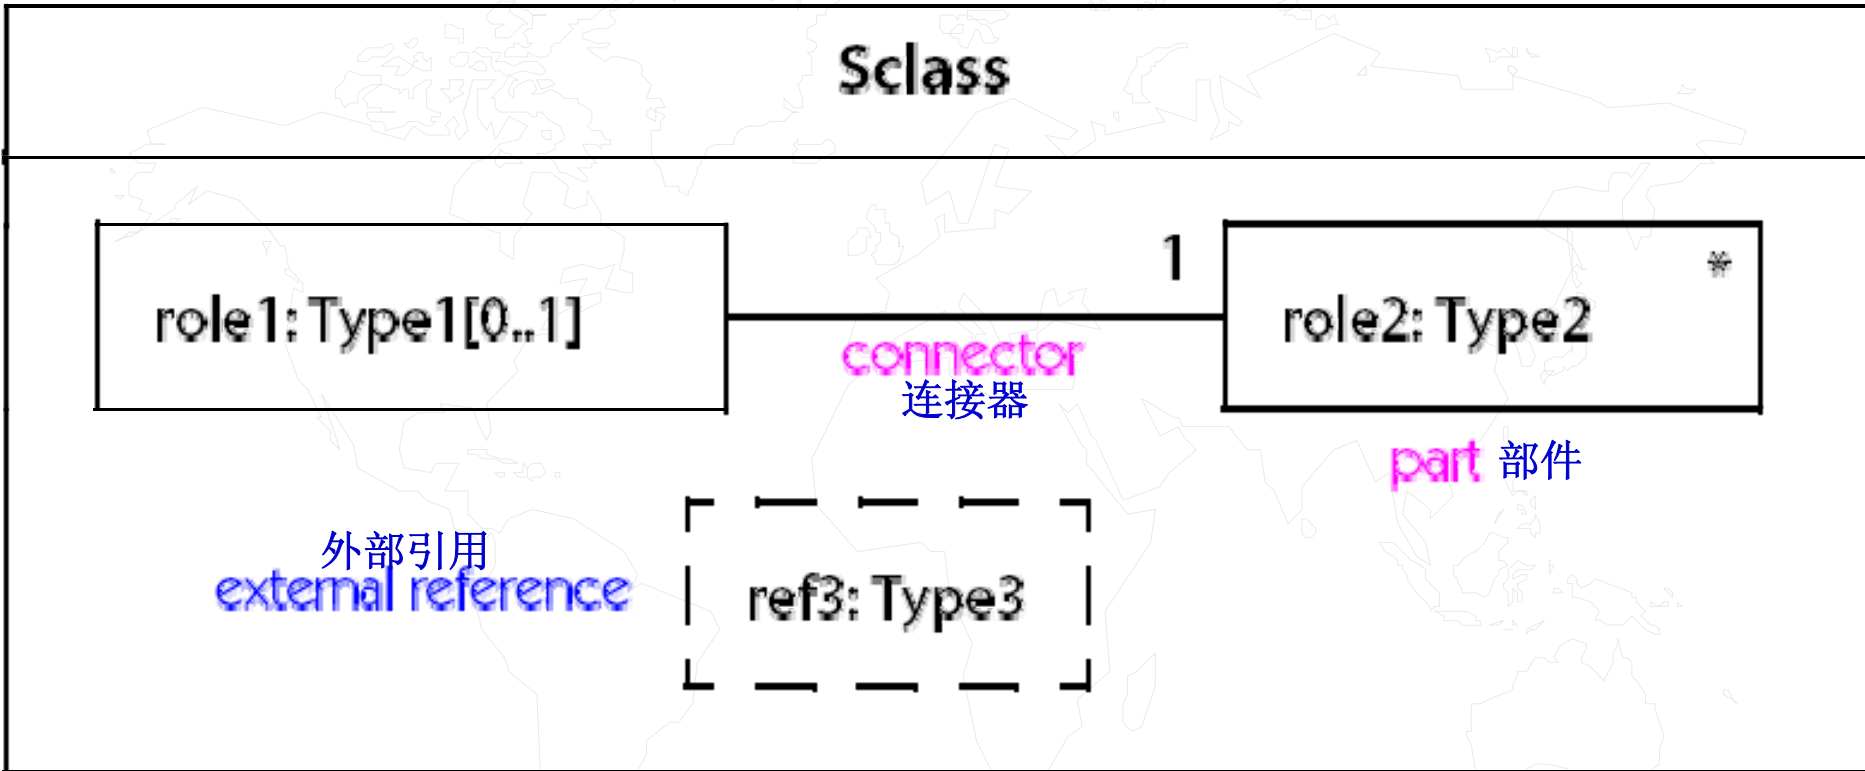 Sclass
role1: Type1[0..1]
1
*
role2: Type2
connector
连接器
part 部件
外部引用
external reference
ref3: Type3